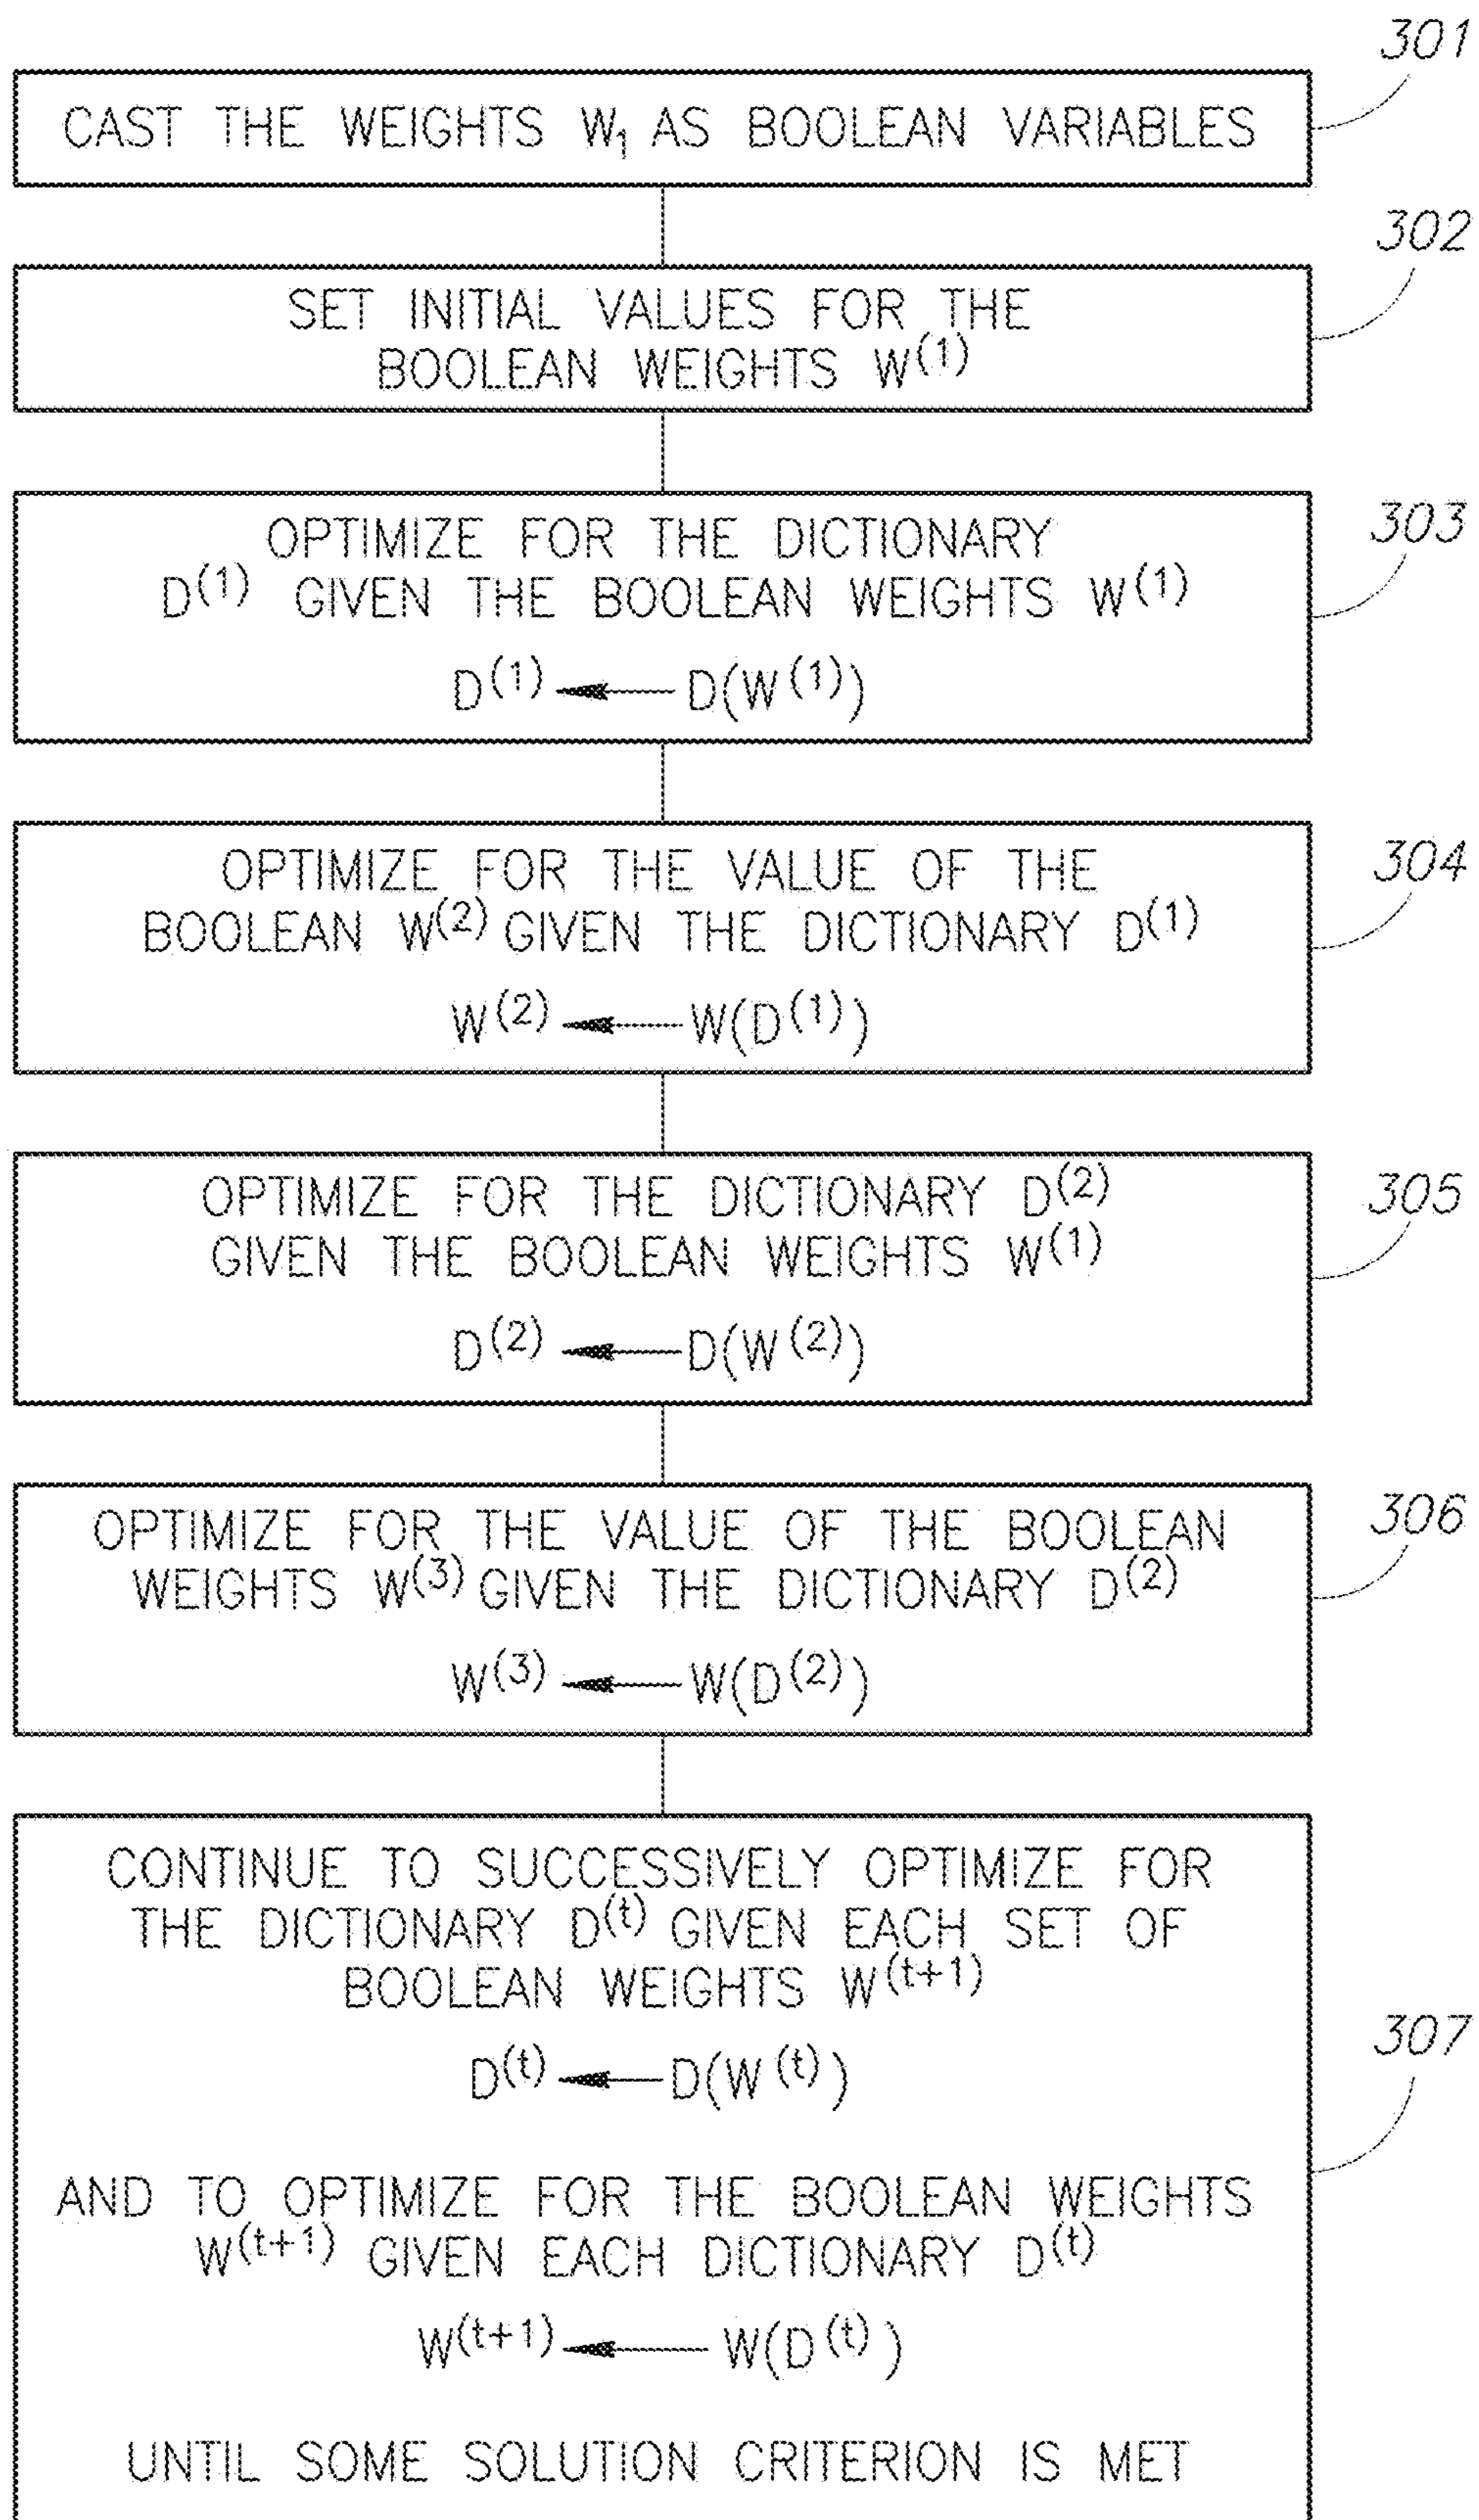 301
CAST THE WEIGHTS W₁ AS BOOLEAN VARIABLES
302
SET INITIAL VALUES FOR THE
BOOLEAN WEIGHTS W⁽¹⁾
303
OPTIMIZE FOR THE DICTIONARY
D⁽¹⁾ GIVEN THE BOOLEAN WEIGHTS W⁽¹⁾
D⁽¹⁾ ← D(W⁽¹⁾)
304
OPTIMIZE FOR THE VALUE OF THE
BOOLEAN W⁽²⁾ GIVEN THE DICTIONARY D⁽¹⁾
W⁽²⁾ ← W(D⁽¹⁾)
305
OPTIMIZE FOR THE DICTIONARY D⁽²⁾
GIVEN THE BOOLEAN WEIGHTS W⁽¹⁾
D⁽²⁾ ← D(W⁽²⁾)
306
OPTIMIZE FOR THE VALUE OF THE BOOLEAN
WEIGHTS W⁽³⁾ GIVEN THE DICTIONARY D⁽²⁾
W⁽³⁾ ← W(D⁽²⁾)
307
CONTINUE TO SUCCESSIVELY OPTIMIZE FOR
THE DICTIONARY D⁽ᵗ⁾ GIVEN EACH SET OF
BOOLEAN WEIGHTS W⁽ᵗ⁺¹⁾
D⁽ᵗ⁾ ← D(W⁽ᵗ⁾)
AND TO OPTIMIZE FOR THE BOOLEAN WEIGHTS
W⁽ᵗ⁺¹⁾ GIVEN EACH DICTIONARY D⁽ᵗ⁾
W⁽ᵗ⁺¹⁾ ← W(D⁽ᵗ⁾)
UNTIL SOME SOLUTION CRITERION IS MET